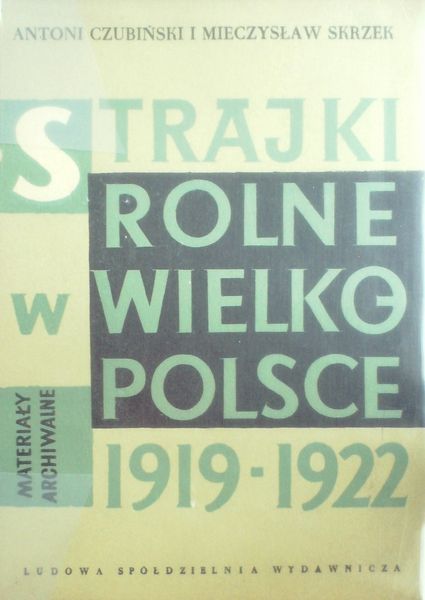 ANTONI CZUBIŃSKI I MIECZYSŁAW SKRZEK
STRAJKI
ROLNE
W WIELKO-
POLSCE
1919-1922
MATERIAŁY
ARCHIWALNE
LUDOWA SPÓŁDZIELNIA WYDAWNICZA